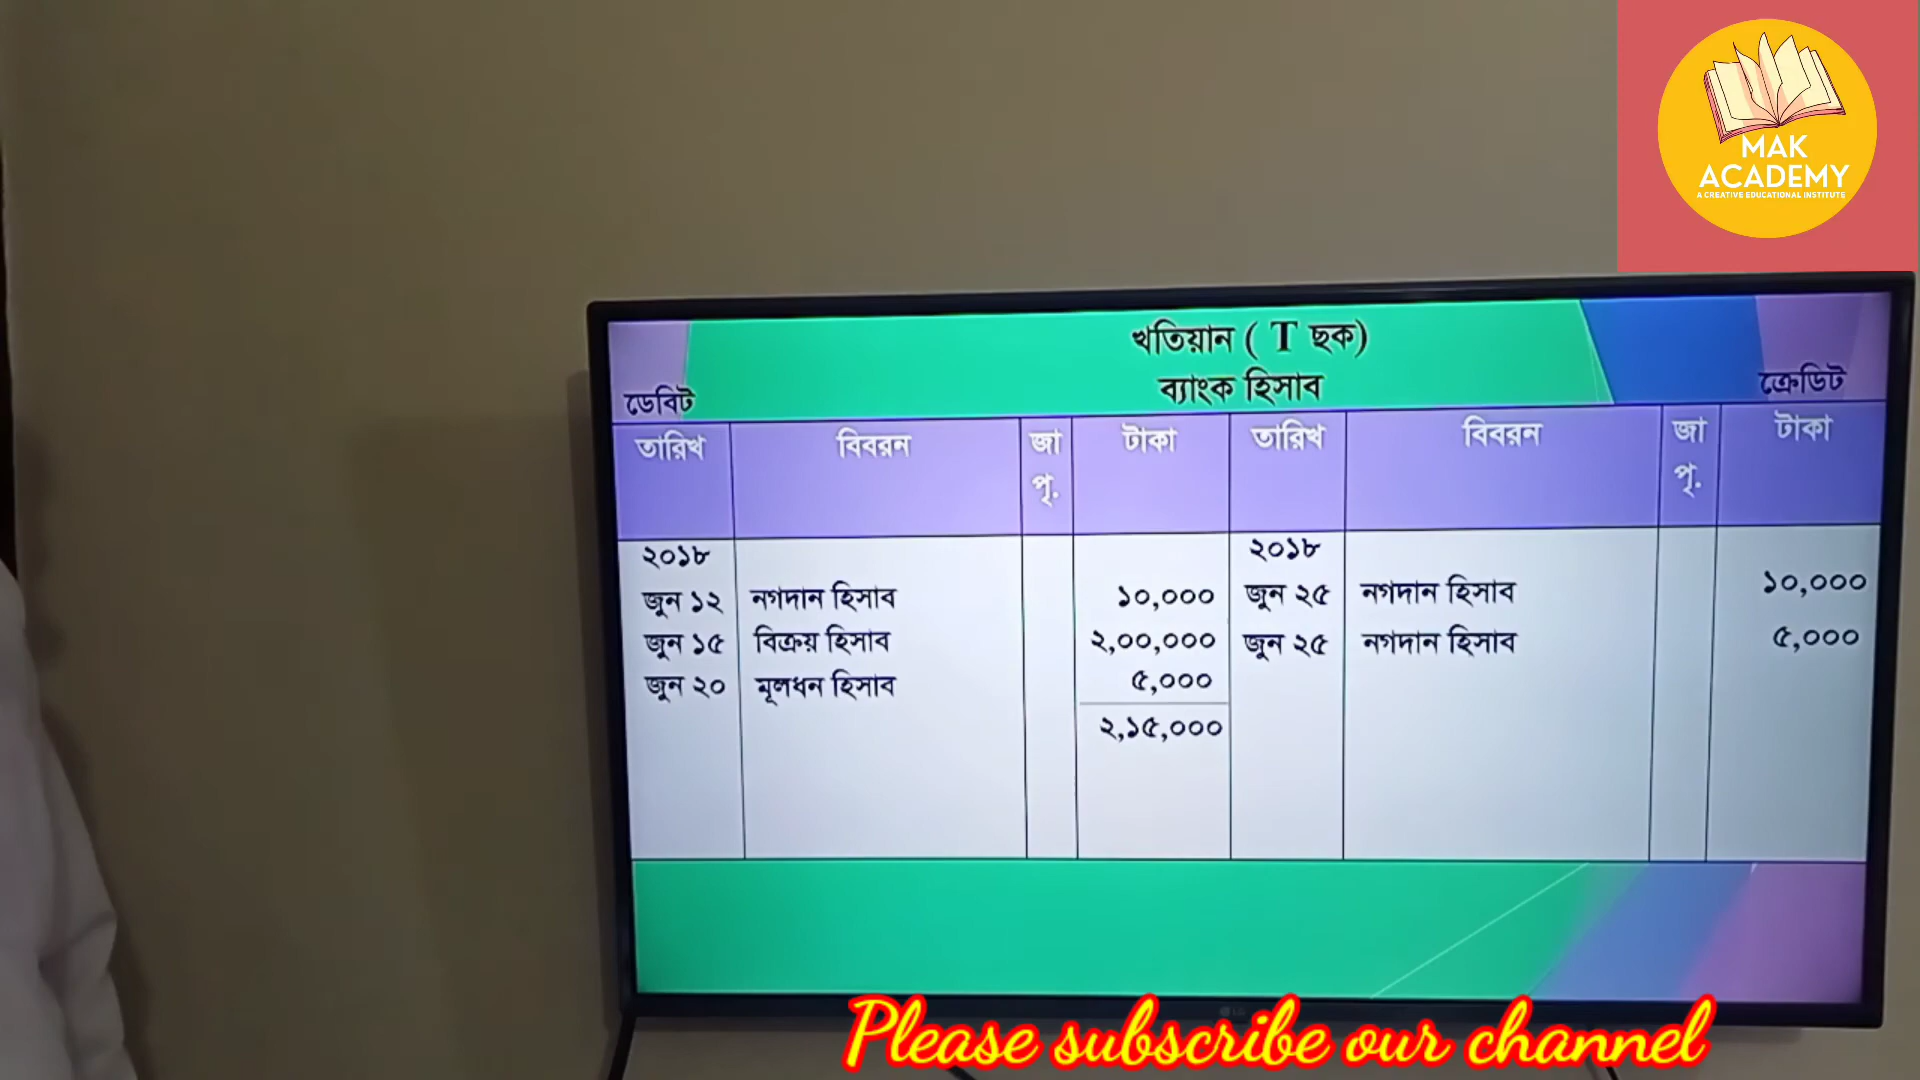 MAK
ACADEMY
A CREATIVE EDUCATIONAL INSTITUTE
খতিয়ান ( T ছক)
ব্যাংক হিসাব
ডেবিট ক্রেডিট
তারিখ বিবরন জা পৃ. টাকা তারিখ বিবরন জা পৃ. টাকা
২০১৮ ২০১৮
জুন ১২ নগদান হিসাব ১০,০০০ জুন ২৫ নগদান হিসাব ১০,০০০
জুন ১৫ বিক্রয় হিসাব ২,০০,০০০ জুন ২৫ নগদান হিসাব ৫,০০০
জুন ২০ মূলধন হিসাব ৫,০০০
২,১৫,০০০
LG
Please subscribe our channel